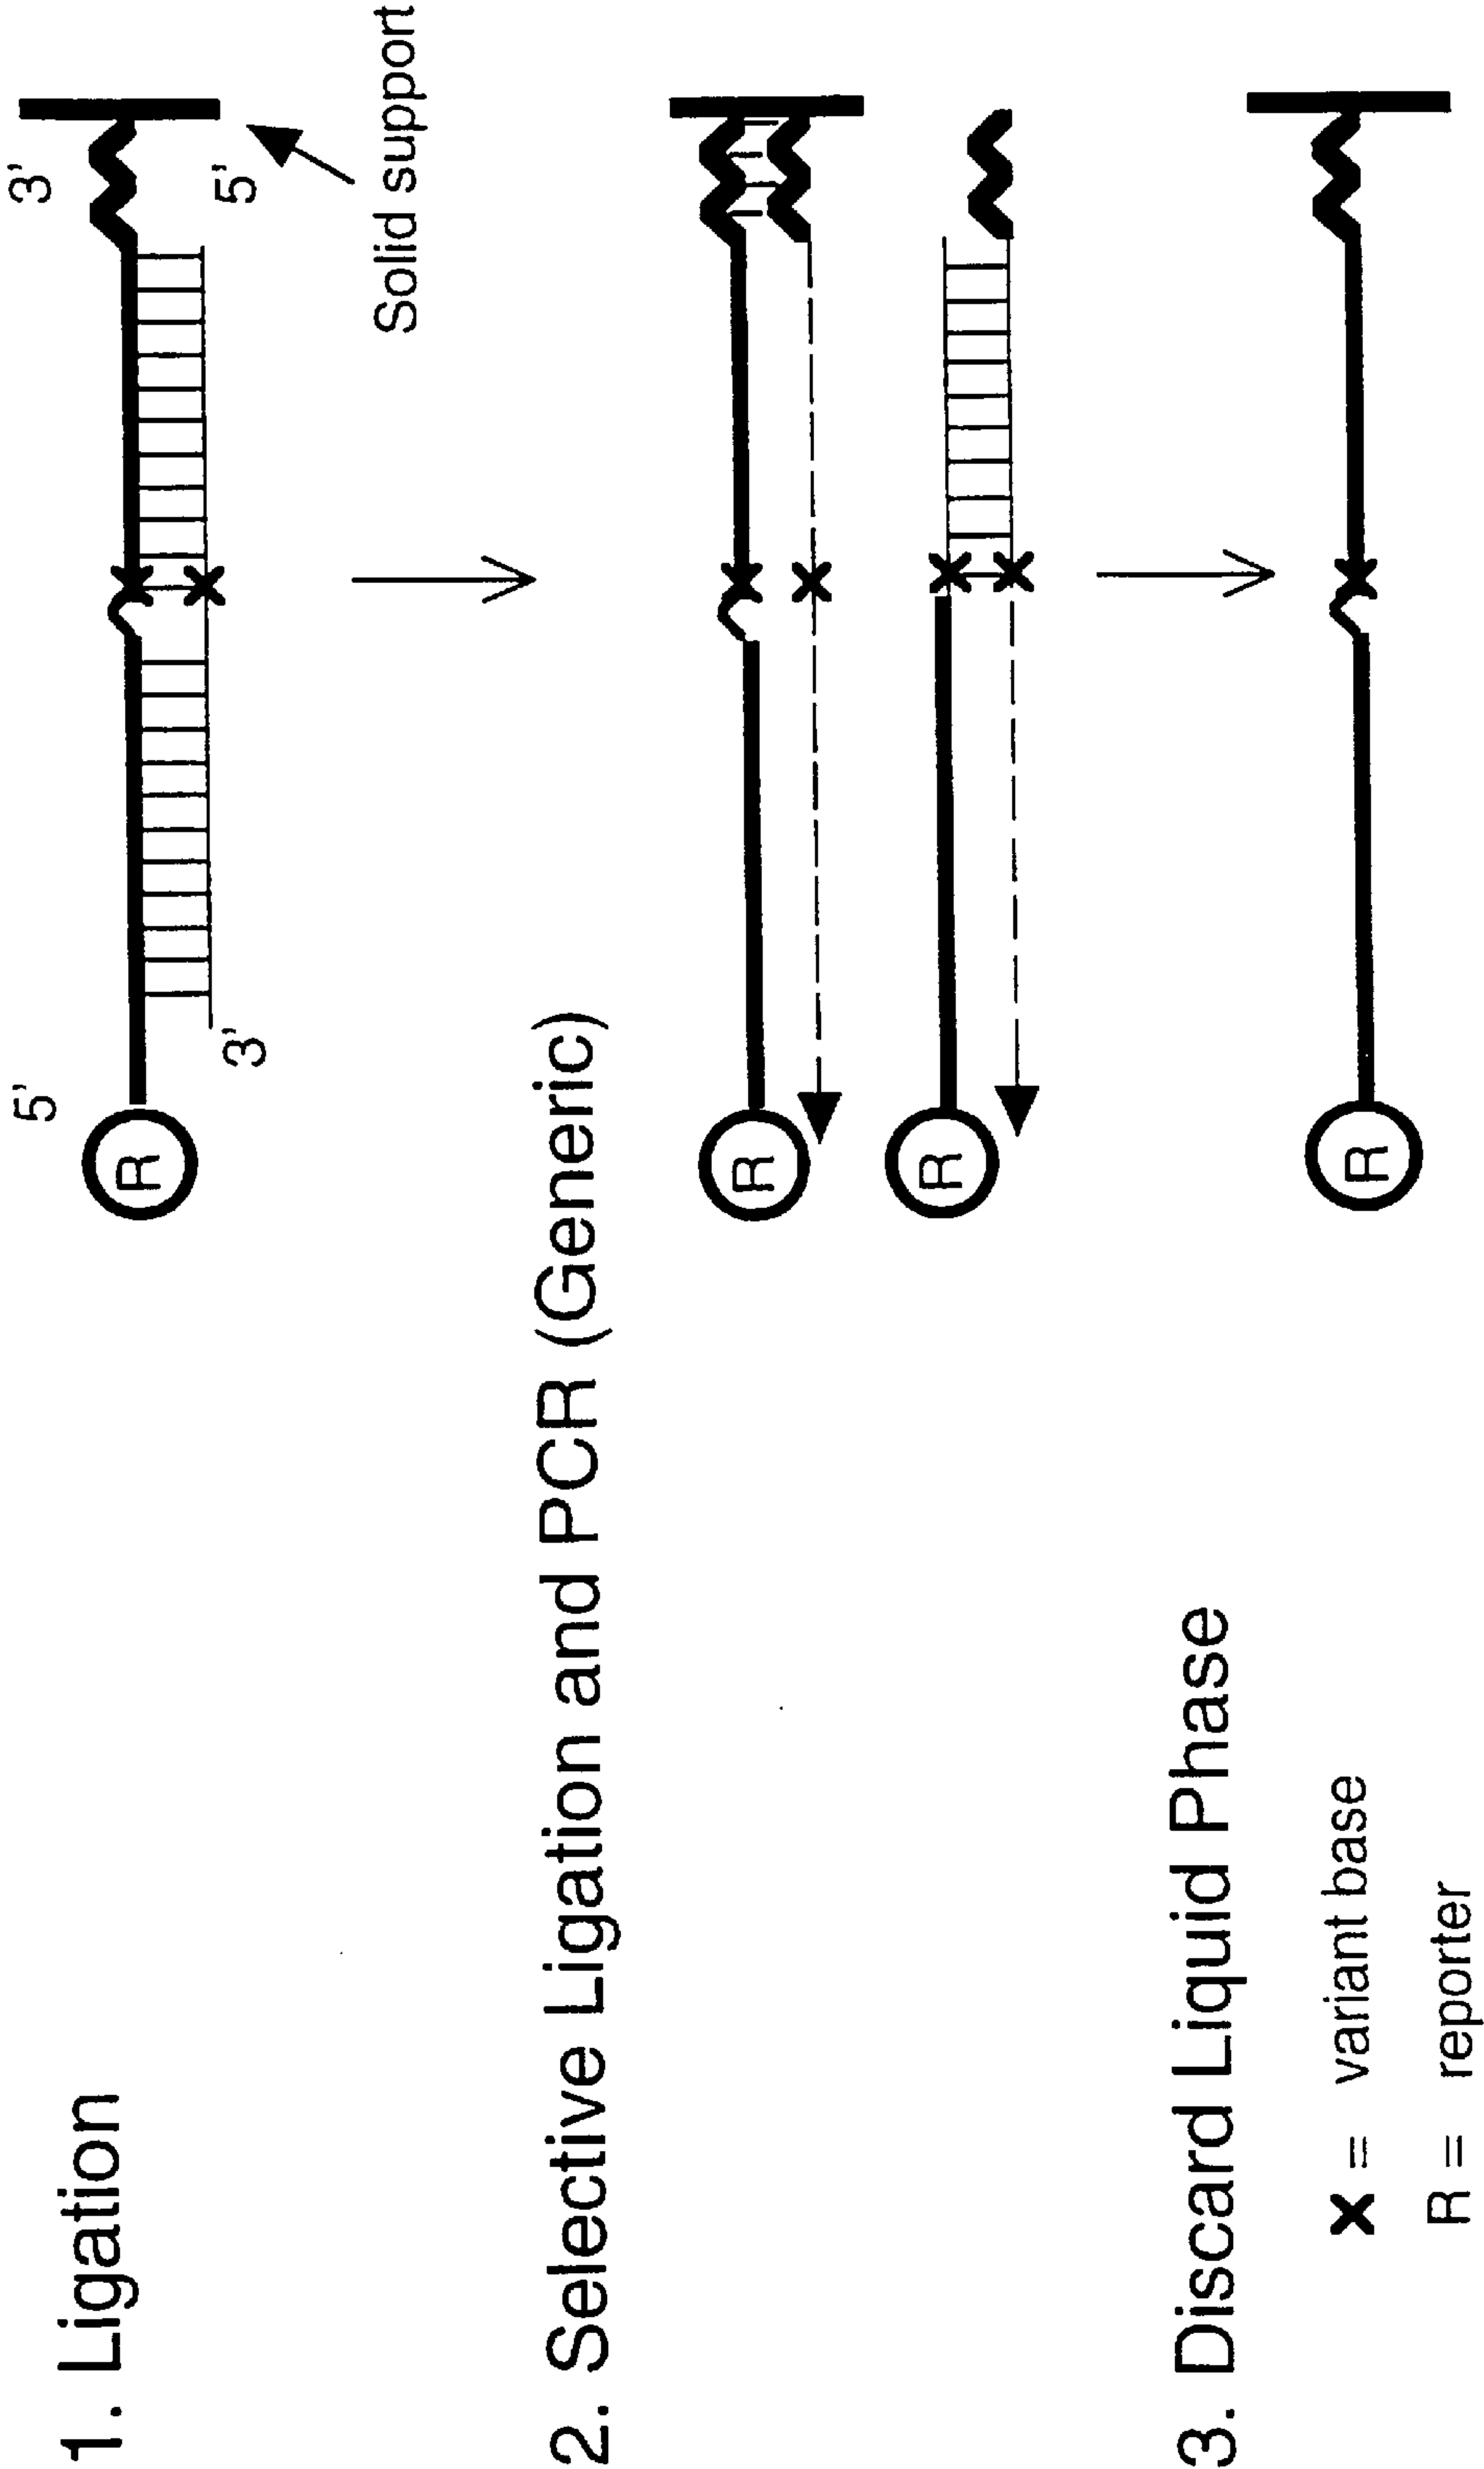 1. Ligation
5'
3'
R
3'
5'
Solid support
2. Selective Ligation and PCR (Generic)
R
R
3. Discard Liquid Phase
R
x = variant base
R = reporter